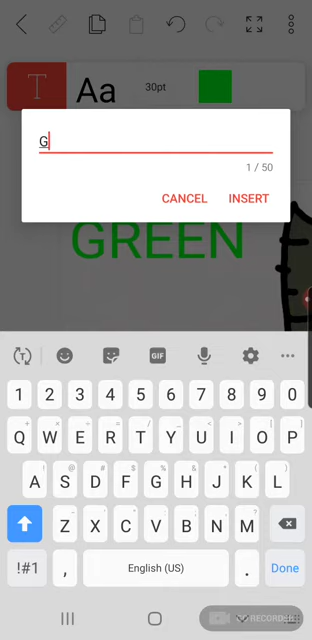 T Aa 30pt
G
1 / 50
CANCEL INSERT
GREEN
T GIF
1 2 3 4 5 6 7 8 9 0
+ × ÷ = / _ < > [ ]
Q W E R T Y U I O P
! @ # $ % & * ( )
A S D F G H J K L
- ' " : ; , ?
Z X C V B N M
!#1 , English (US) . Done
RECORDER